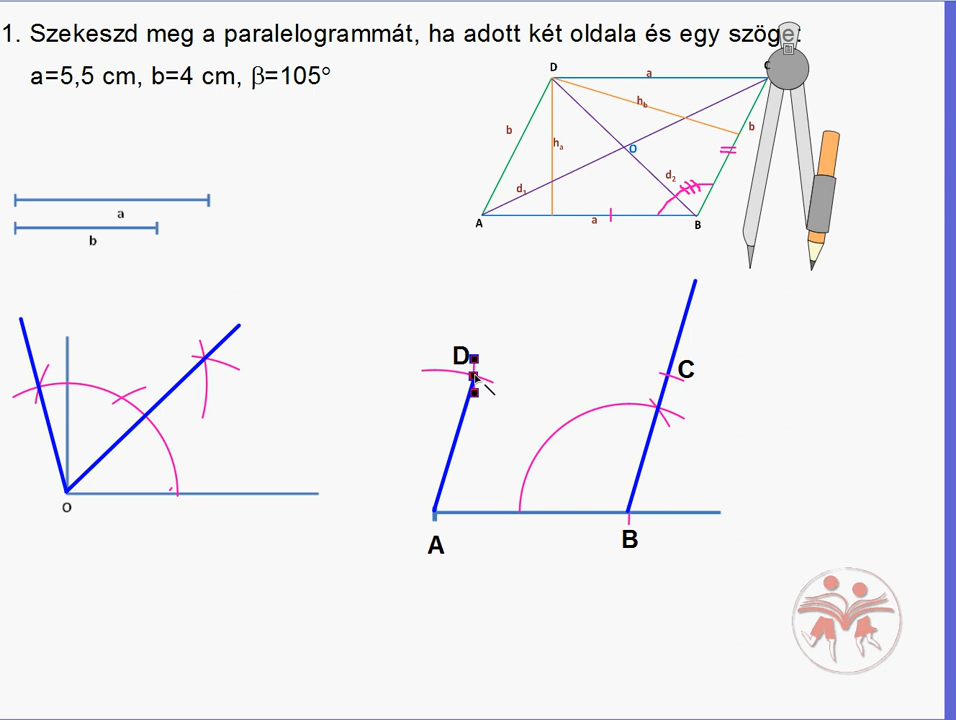 1. Szekeszd meg a paralelogrammát, ha adott két oldala és egy szöge:
a=5,5 cm, b=4 cm, β=105°
D
a
C
h_b
b
b
h_a
O
d_1
d_2
A
a
B
a
b
O
D
C
A
B